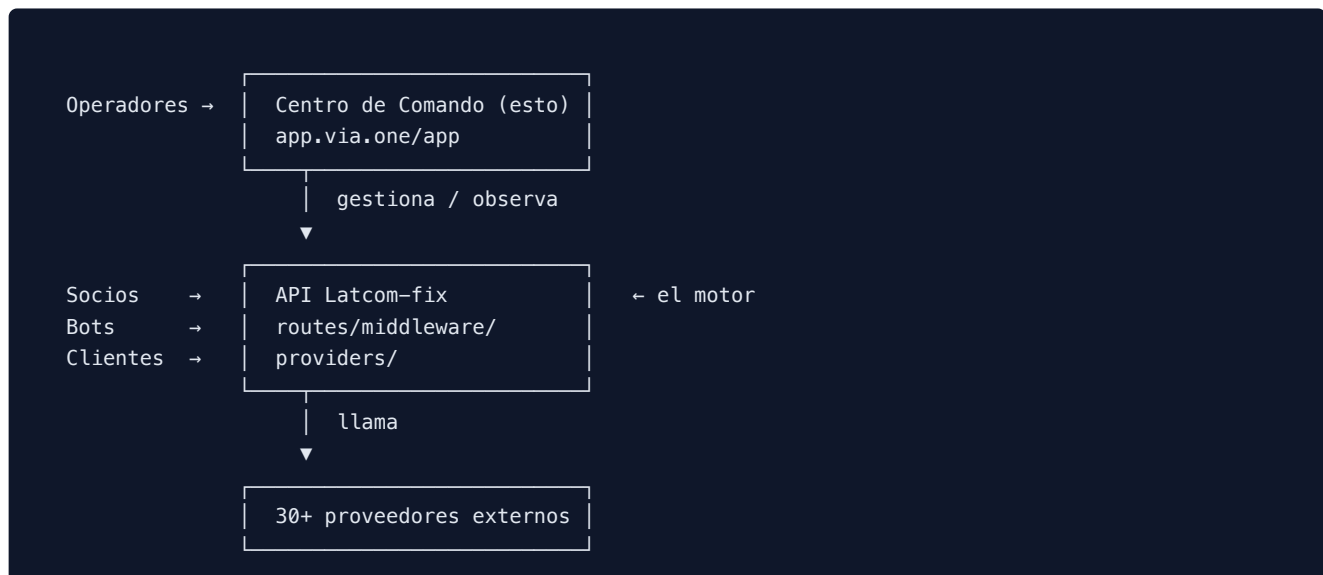 Operadores → Centro de Comando (esto)
app.via.one/app
gestiona / observa
▼
Socios → API Latcom-fix ← el motor
Bots → routes/middleware/
Clientes → providers/
llama
▼
30+ proveedores externos